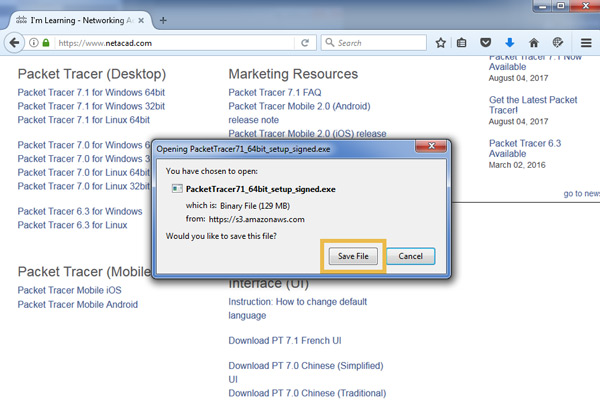 I'm Learning - Networking Ac
https://www.netacad.com
Search
Packet Tracer (Desktop)
Packet Tracer 7.1 for Windows 64bit
Packet Tracer 7.1 for Windows 32bit
Packet Tracer 7.1 for Linux 64bit
Packet Tracer 7.0 for Windows 6
Packet Tracer 7.0 for Windows 3
Packet Tracer 7.0 for Linux 64bit
Packet Tracer 7.0 for Linux 32bit
Packet Tracer 6.3 for Windows
Packet Tracer 6.3 for Linux
Packet Tracer (Mobile
Packet Tracer Mobile iOS
Packet Tracer Mobile Android
Marketing Resources
Packet Tracer 7.1 FAQ
Packet Tracer Mobile 2.0 (Android)
release note
Packet Tracer Mobile 2.0 (iOS) release
Opening PacketTracer71_64bit_setup_signed.exe
You have chosen to open:
PacketTracer71_64bit_setup_signed.exe
which is: Binary File (129 MB)
from: https://s3.amazonaws.com
Would you like to save this file?
Save File
Cancel
Interface (UI)
Instruction: How to change default
language
Download PT 7.1 French UI
Download PT 7.0 Chinese (Simplified)
UI
Download PT 7.0 Chinese (Traditional)
Packet Tracer 7.1 Now
Available
August 04, 2017
Get the Latest Packet
Tracer!
August 04, 2017
Packet Tracer 6.3
Available
March 02, 2016
go to news